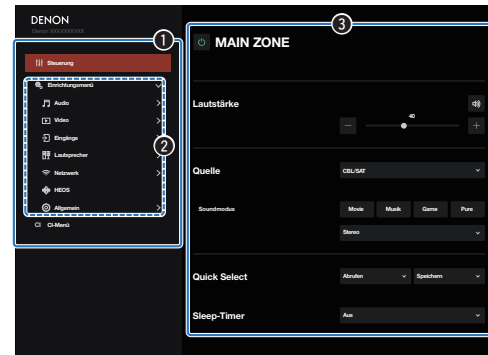 DENON
Denon XXXXXXXXXX
1
Steuerung
Einrichtungsmenü
Audio
Video
Eingänge
Lautsprecher
Netzwerk
HEOS
Allgemein
CI CI-Menü
2
3
MAIN ZONE
Lautstärke
40
Quelle
CBL/SAT
Soundmodus
Movie Musik Game Pure
Stereo
Quick Select
Abrufen Speichern
Sleep-Timer
Aus